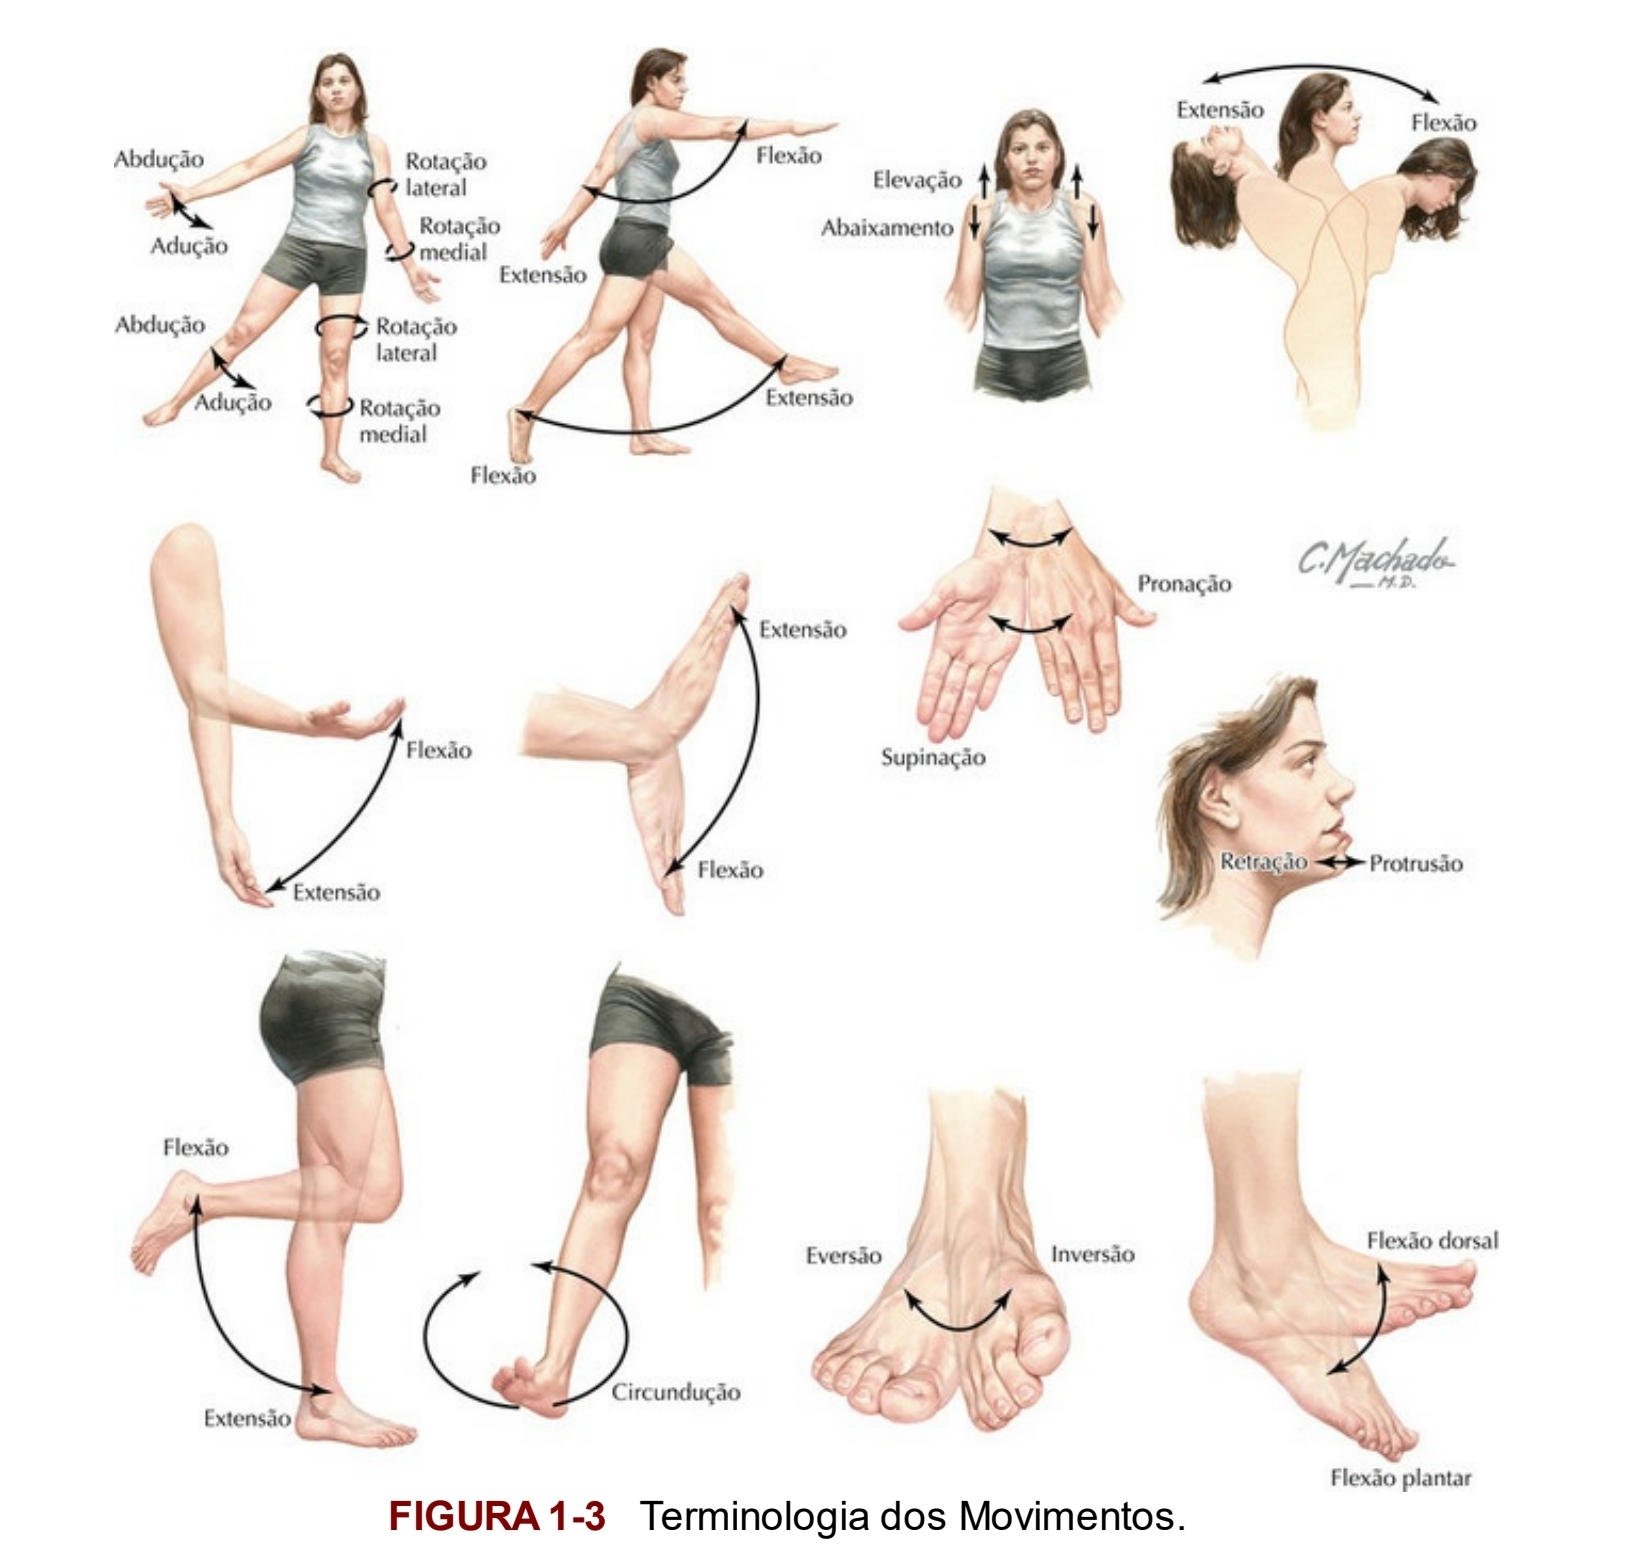 Abdução
Adução
Rotação
lateral
Rotação
medial
Abdução
Adução
Rotação
lateral
Rotação
medial
Flexão
Extensão
Extensão
Flexão
Elevação
Abaixamento
Extensão
Flexão
Flexão
Extensão
Extensão
Flexão
Pronação
Supinação
C.Machado
M.D.
Retração
Protrusão
Flexão
Extensão
Circundução
Eversão
Inversão
Flexão dorsal
Flexão plantar
FIGURA 1-3 Terminologia dos Movimentos.